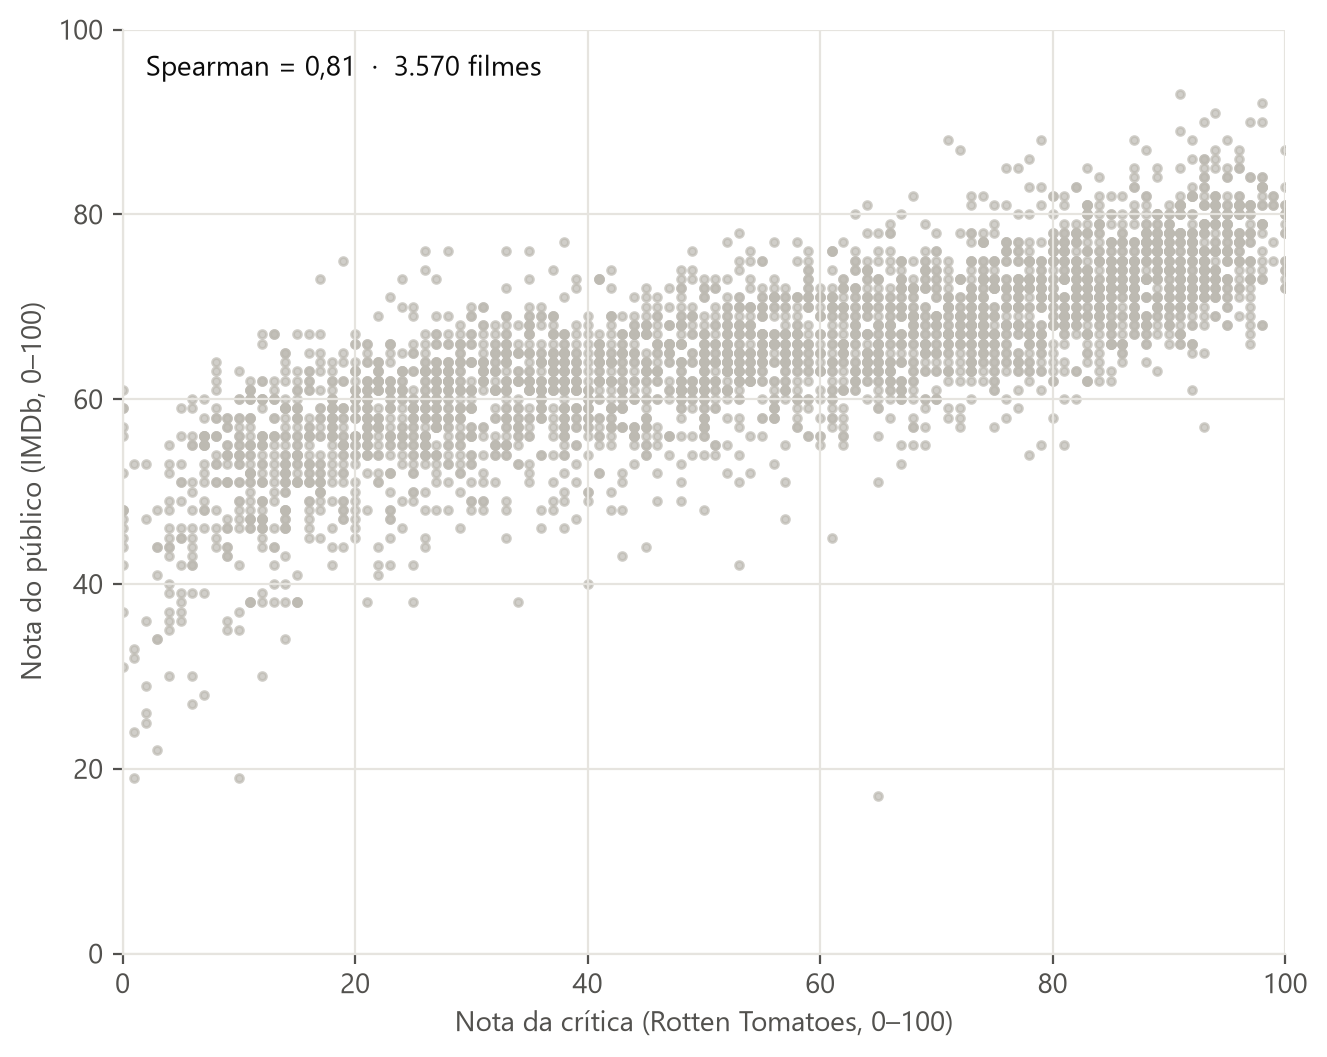 Spearman = 0,81 · 3.570 filmes
100
80
60
40
20
0
Nota do público (IMDb, 0–100)
0 20 40 60 80 100
Nota da crítica (Rotten Tomatoes, 0–100)